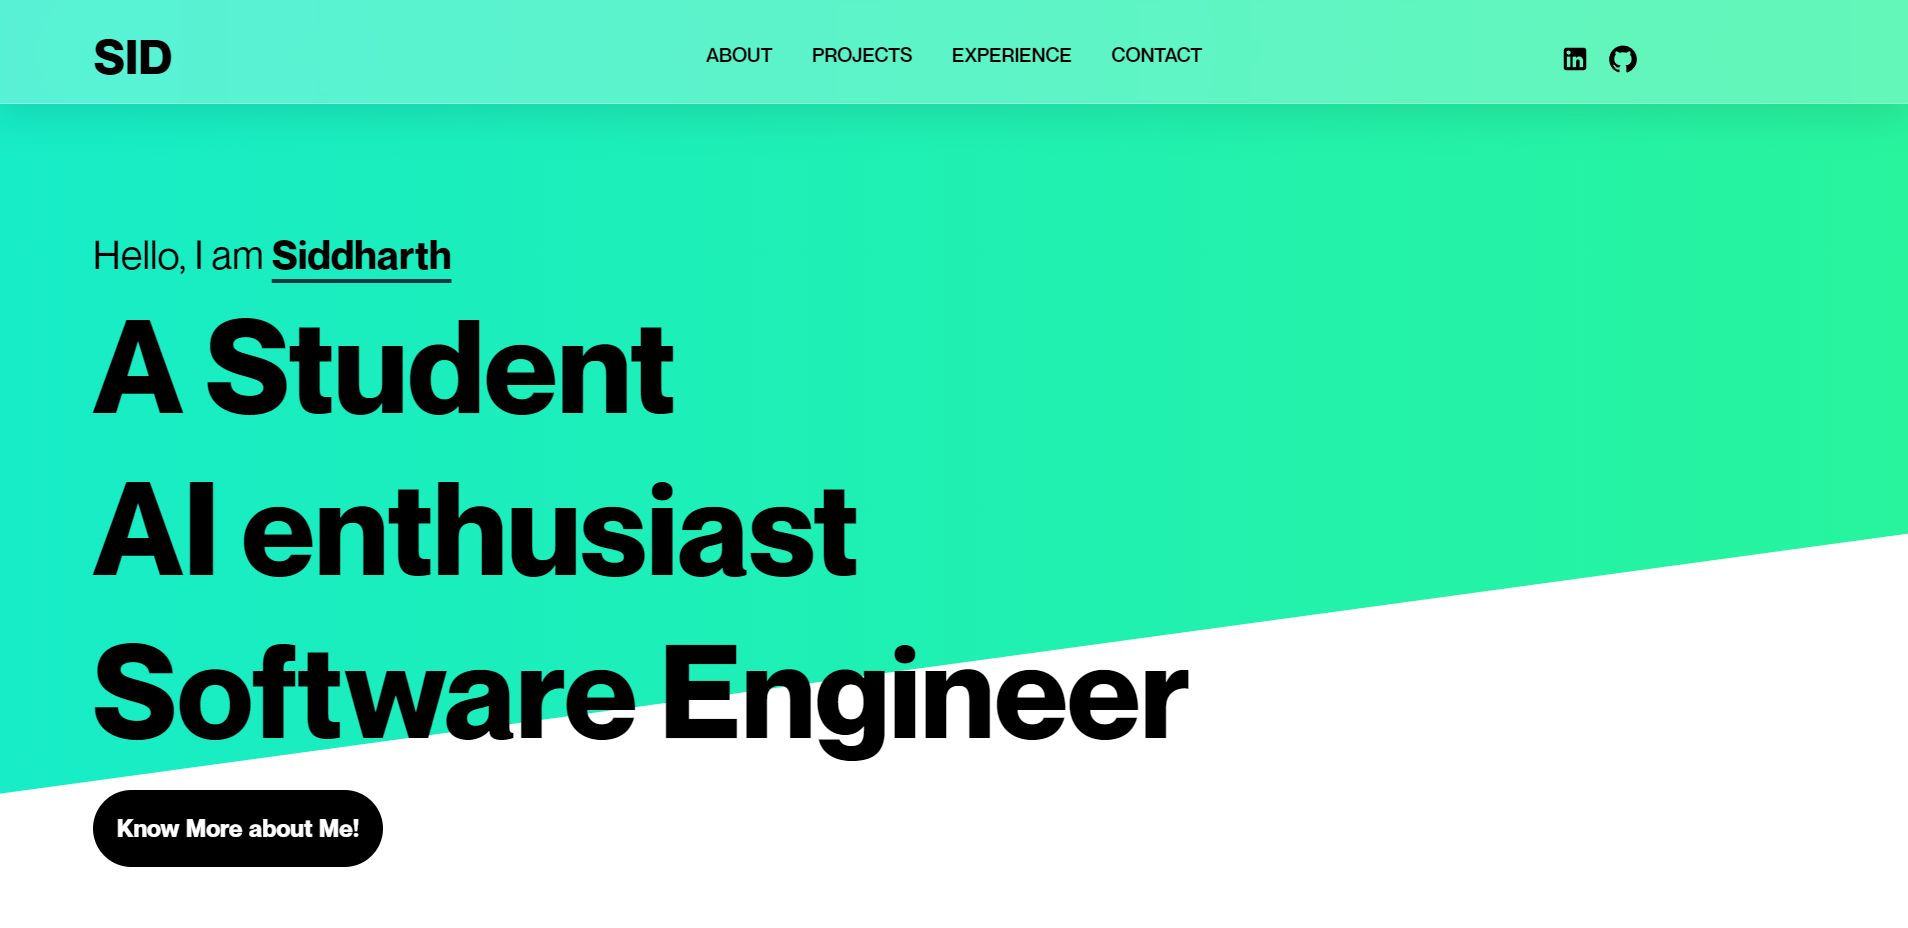 SID
ABOUT PROJECTS EXPERIENCE CONTACT
Hello, I am Siddharth
A Student
AI enthusiast
Software Engineer
Know More about Me!